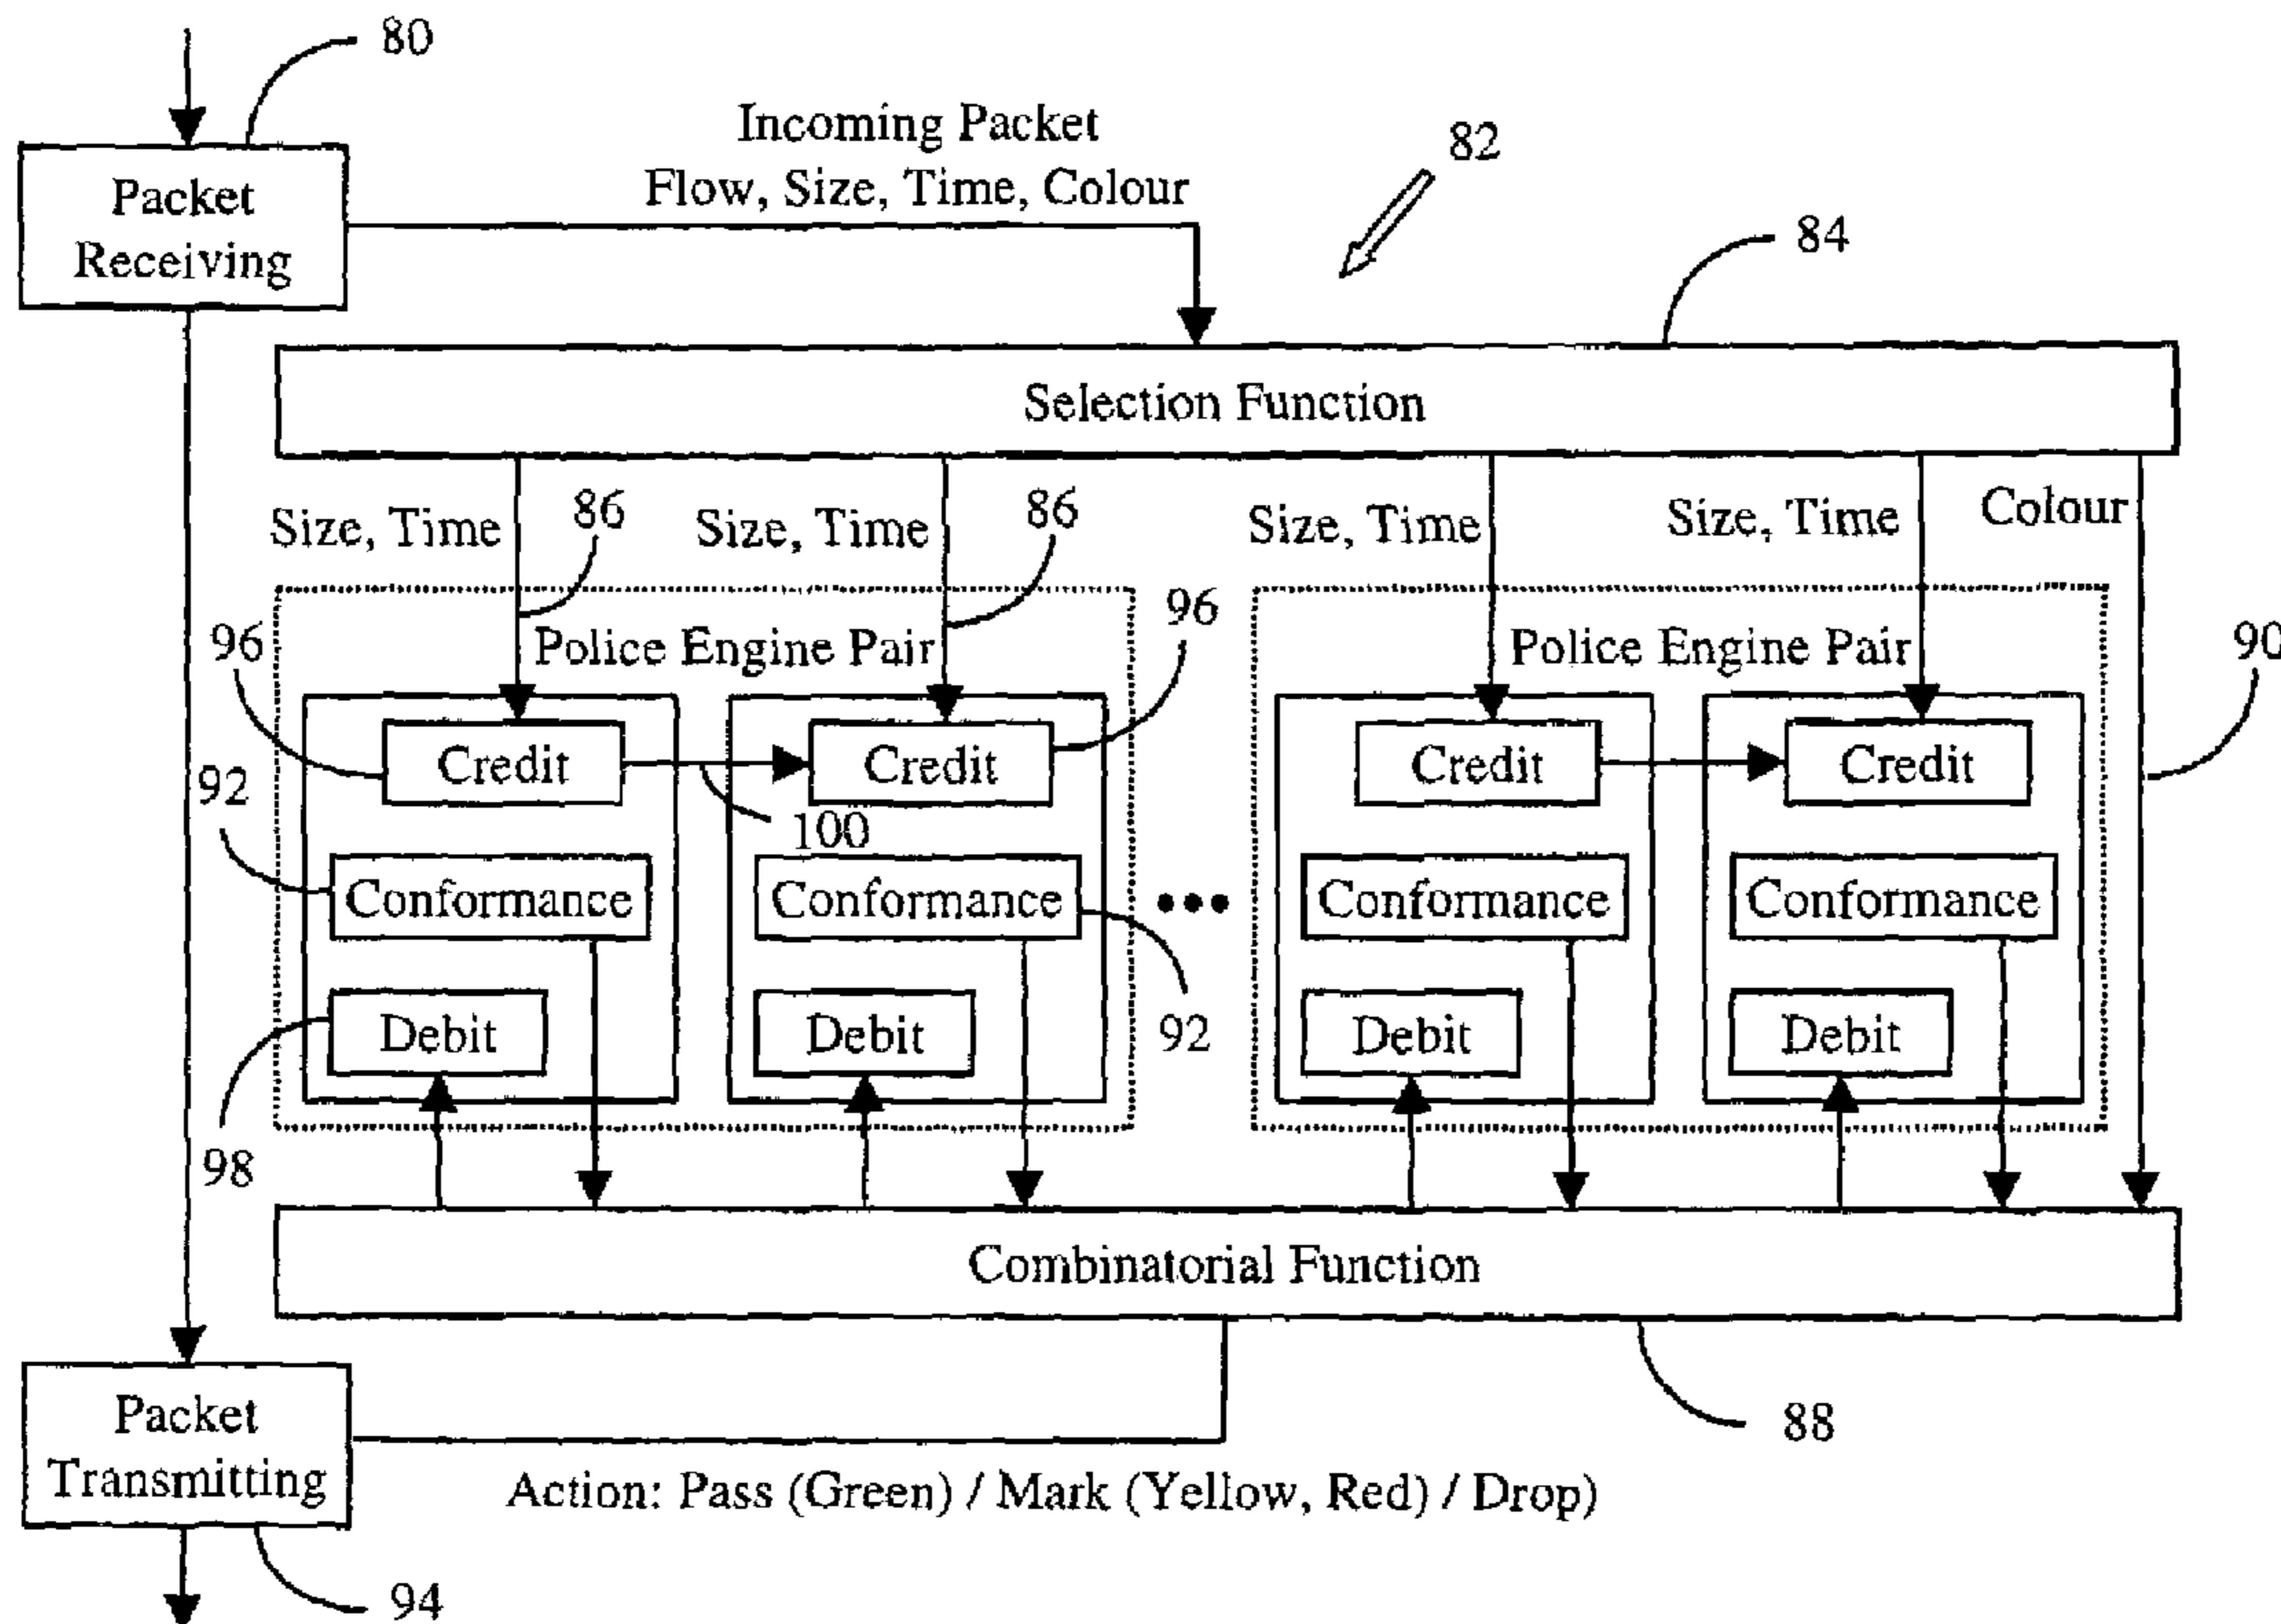 80
Incoming Packet
Flow, Size, Time, Colour
82
Packet
Receiving
84
Selection Function
Size, Time
86
Size, Time
86
Size, Time
Size, Time
Colour
96
Police Engine Pair
96
Police Engine Pair
90
Credit
Credit
Credit
Credit
92
100
Conformance
Conformance
•••
Conformance
Conformance
Debit
Debit
92
Debit
Debit
98
Combinatorial Function
Packet
Transmitting
88
Action: Pass (Green) / Mark (Yellow, Red) / Drop)
94